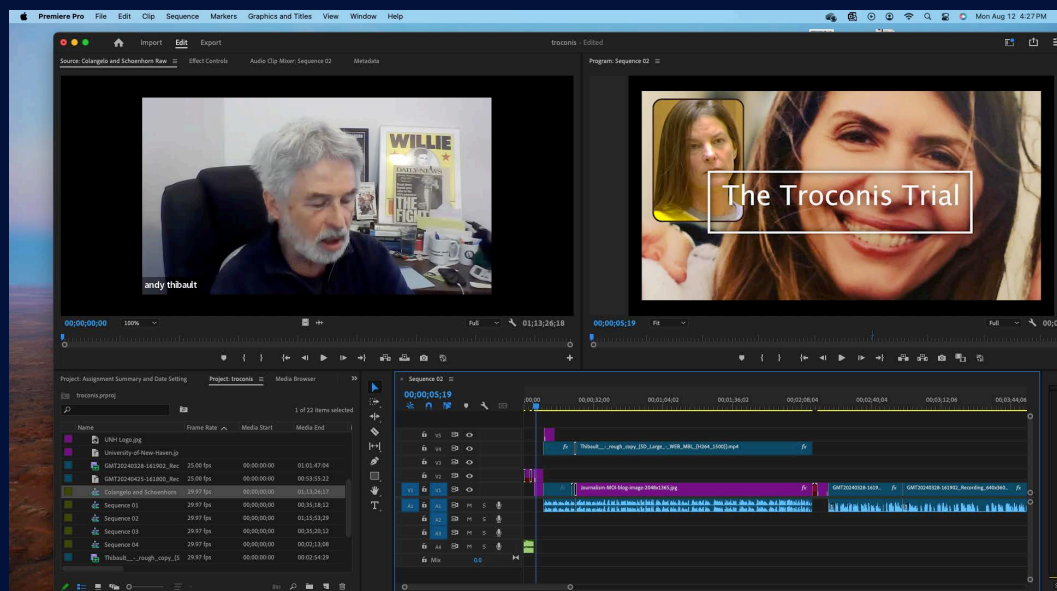 Premiere Pro File Edit Clip Sequence Markers Graphics and Titles View Window Help Mon Aug 12 4:27 PM
Import Edit Export troconis - Edited
Source: Colangelo and Schoenhorn Raw Effect Controls Audio Clip Mixer: Sequence 02 Metadata Program: Sequence 02
WILLIE
DAILY NEWS
THE
FIGHT
andy thibault
The Troconis Trial
00;00;00;00 100% Full 01;13;26;18 00;00;05;19 Fit Full
Project: Assignment Summary and Date Setting Project: troconis Media Browser
troconis.prproj
1 of 22 items selected
Name Frame Rate Media Start Media End
UNH Logo.jpg
University-of-New-Haven.jp
GMT20240328-161902_Rec 25.00 fps 00:00:00:00 01:01:47:04
GMT20240425-161800_Rec 25.00 fps 00:00:00:00 00:53:55:22
Colangelo and Schoenhorn 29.97 fps 00;00;00;00 01;13;26;17
Sequence 01 29.97 fps 00;00;00;00 00;35;18;12
Sequence 02 29.97 fps 00;00;00;00 01;15;53;29
Sequence 03 29.97 fps 00;00;00;00 00;35;20;12
Sequence 04 29.97 fps 00:00:00:00 00:02:13:08
Thibault__-_rough_copy_[S 29.97 fps 00:00:00:00 00:02:54:29
Sequence 02
00;00;05;19
;00;00 00;00;32;00 00;01;04;02 00;01;36;02 00;02;08;04 00;02;40;04 00;03;12;06 00;03;44;06
V5
V4 fx Thibault__-_rough_copy_[SD_Large_-_WEB_MBL_(H264_1500)].mp4 fx
V3
V2
V1 V1 Journalism-MOI-blog-image-2048x1365.jpg fx GMT20240328-1619.. fx GMT20240328-161902_Recording_640x360.. fx
A1 A1 M S
A2 M S
A3 M S
A4 M S
Mix 0.0